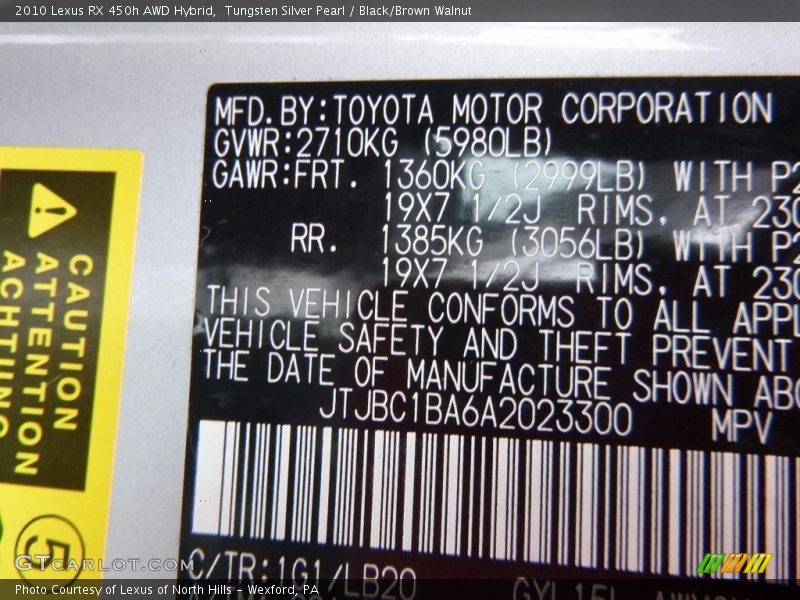 2010 Lexus RX 450h AWD Hybrid,  Tungsten Silver Pearl / Black/Brown Walnut
MFD.BY:TOYOTA MOTOR CORPORATION
GVWR:2710KG (5980LB)
GAWR:FRT. 1360KG (2999LB) WITH P2
19X7 1/2J RIMS, AT 230
RR. 1385KG (3056LB) WITH P2
19X7 1/2J RIMS, AT 230
THIS VEHICLE CONFORMS TO ALL APPL
VEHICLE SAFETY AND THEFT PREVENT
THE DATE OF MANUFACTURE SHOWN ABO
JTJBC1BA6A2023300 MPV
C/TR:1G1/LB20
CAUTION
ATTENTION
ACHTUNG
5
GTCARLOT.COM
Photo Courtesy of Lexus of North Hills - Wexford, PA